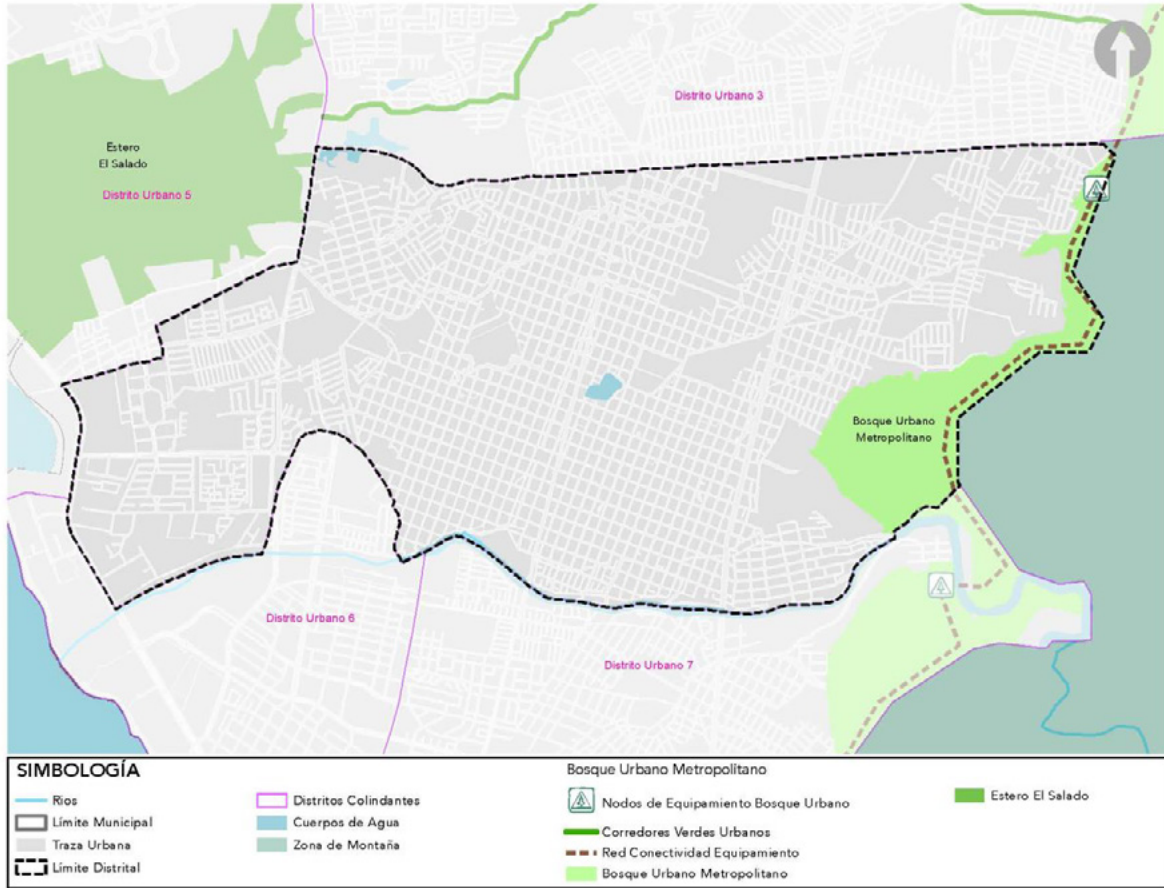 Distrito Urbano 3
Estero
El Salado
Distrito Urbano 5
Bosque Urbano
Metropolitano
Distrito Urbano 6
Distrito Urbano 7
SIMBOLOGÍA
Rios
Límite Municipal
Traza Urbana
Límite Distrital
Distritos Colindantes
Cuerpos de Agua
Zona de Montaña
Bosque Urbano Metropolitano
Nodos de Equipamiento Bosque Urbano
Corredores Verdes Urbanos
Red Conectividad Equipamiento
Bosque Urbano Metropolitano
Estero El Salado